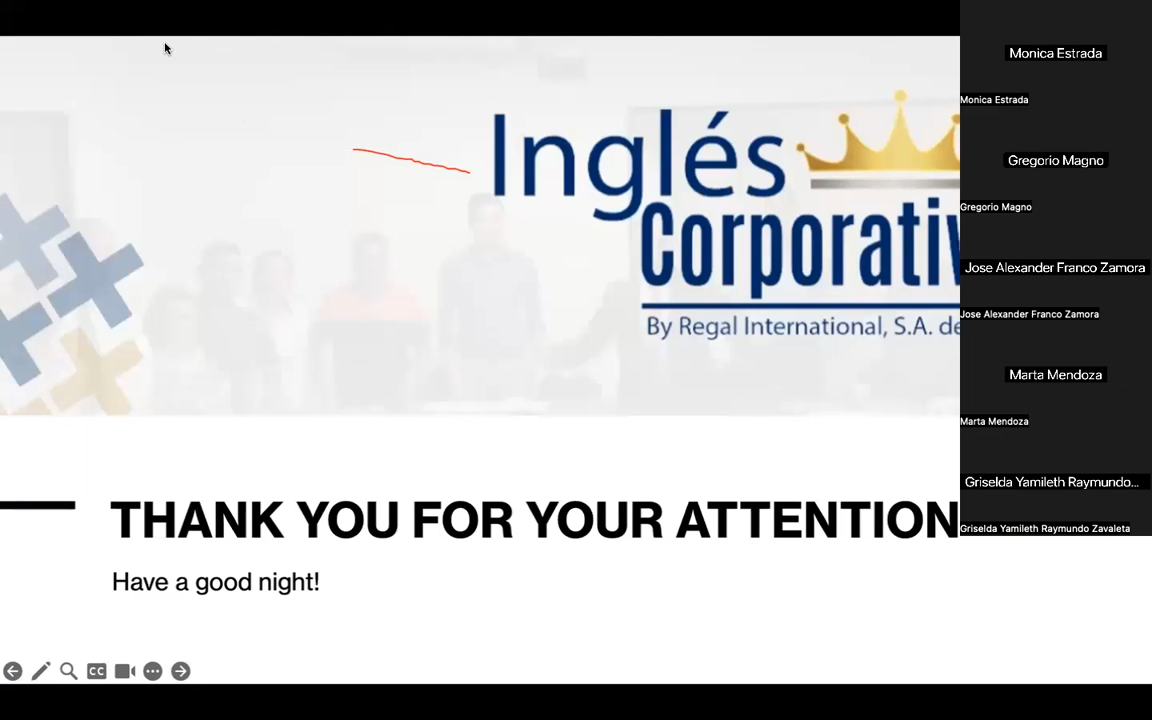 Inglés
Corporativ
By Regal International, S.A. de
THANK YOU FOR YOUR ATTENTION
Have a good night!
CC
Monica Estrada
Monica Estrada
Gregorio Magno
Gregorio Magno
Jose Alexander Franco Zamora
Jose Alexander Franco Zamora
Marta Mendoza
Marta Mendoza
Griselda Yamileth Raymundo...
Griselda Yamileth Raymundo Zavaleta